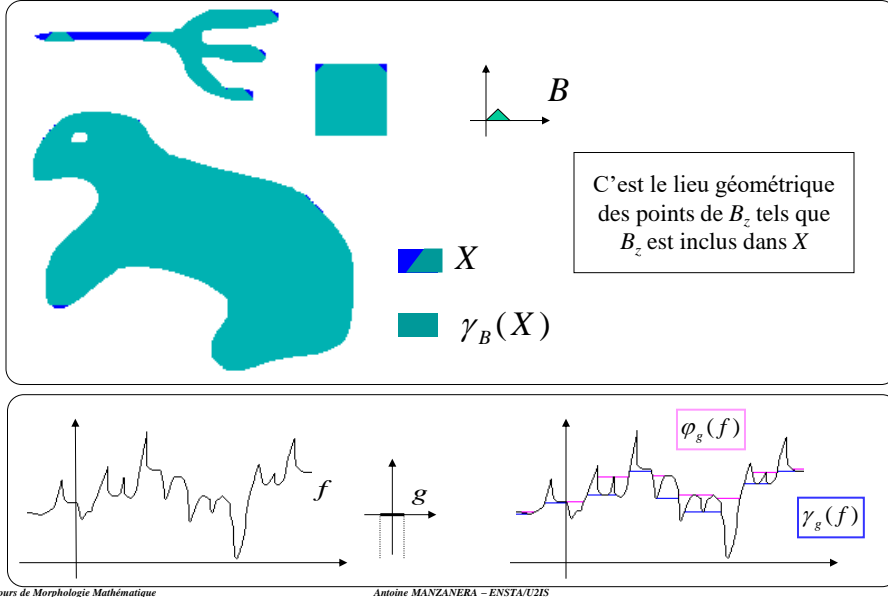 B
C’est le lieu géométrique
des points de B_z tels que
B_z est inclus dans X
X
γ_B(X)
f
g
φ_g(f)
γ_g(f)
ours de Morphologie Mathématique
Antoine MANZANERA – ENSTA/U2IS